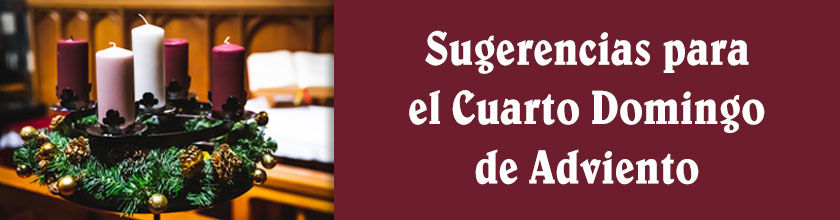 Sugerencias para
el Cuarto Domingo
de Adviento